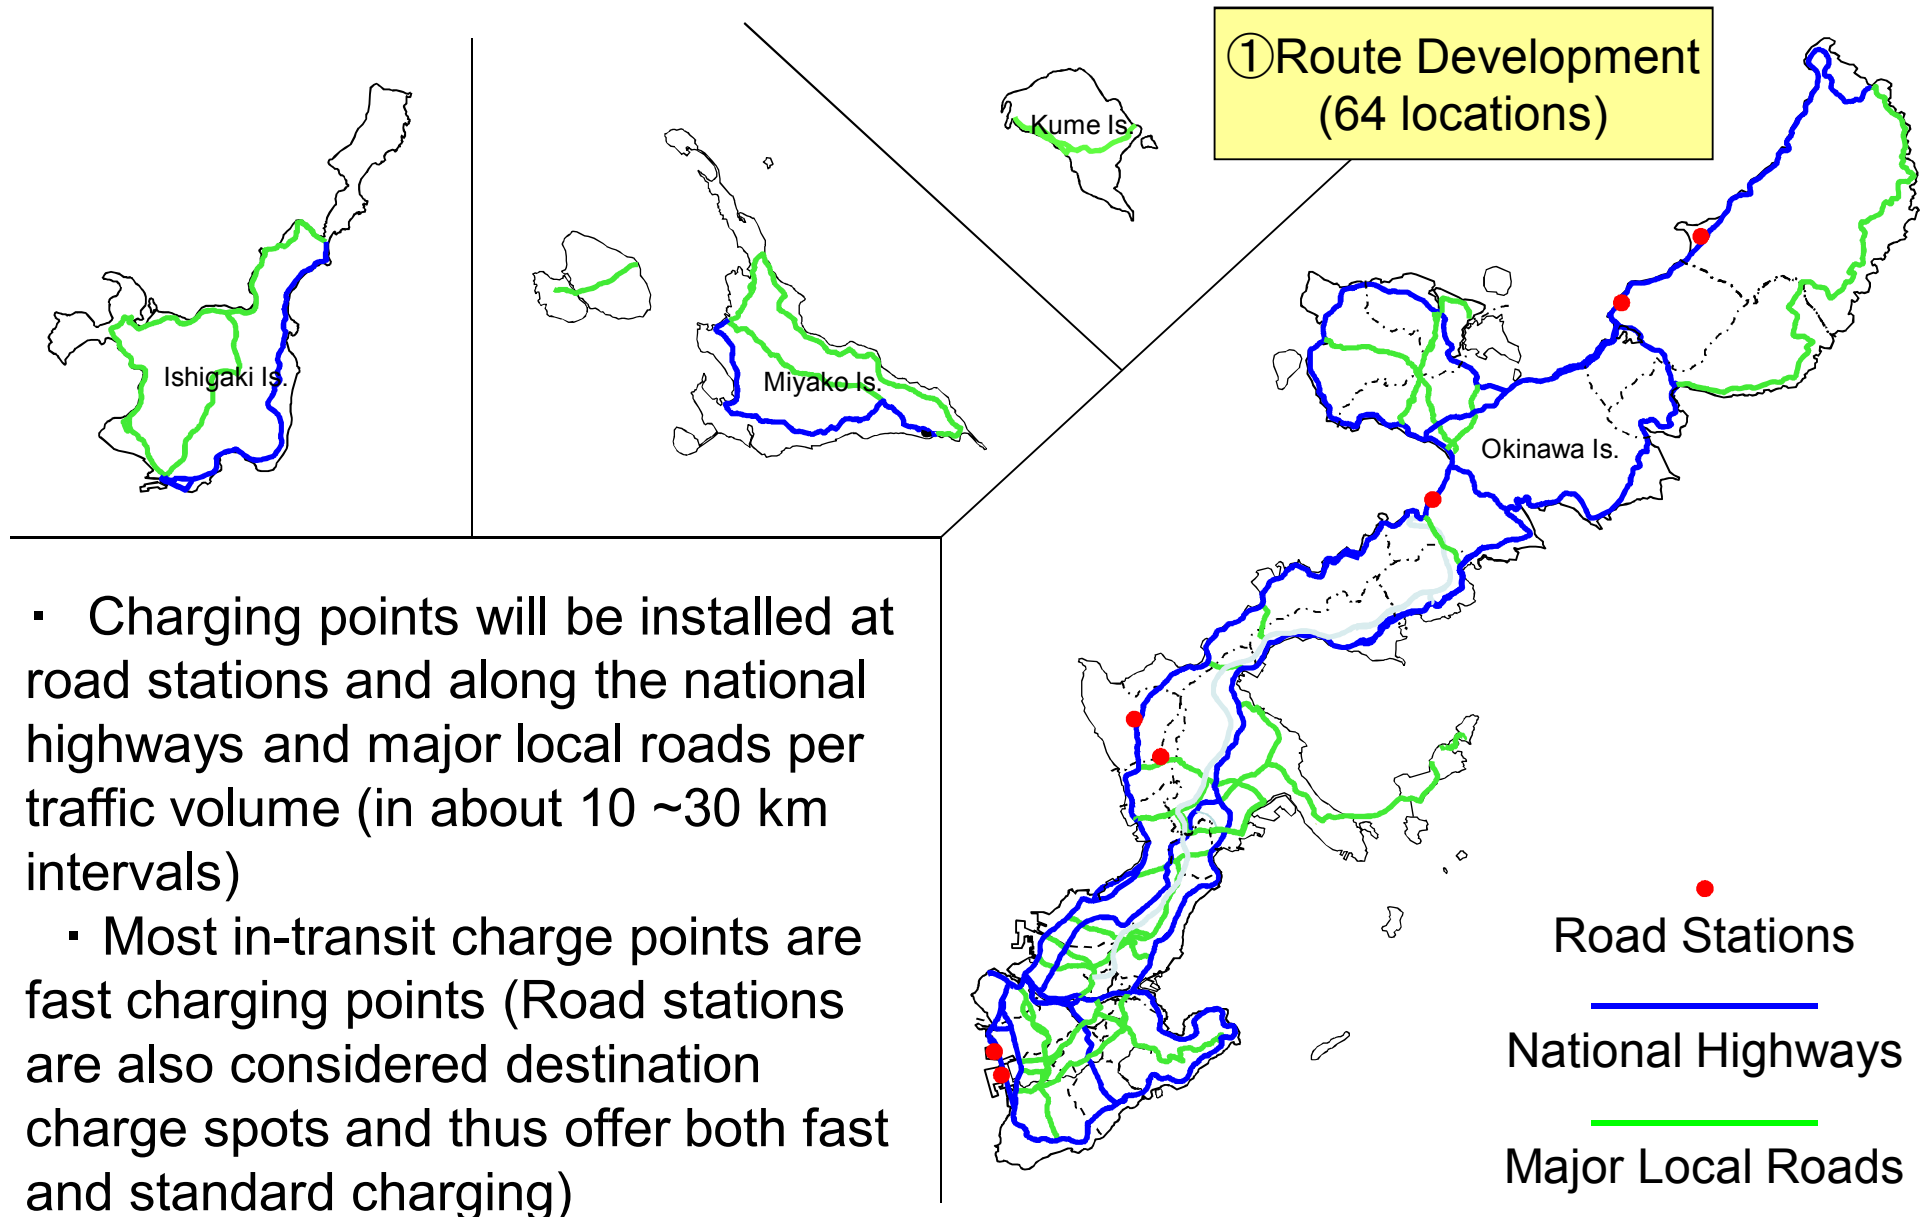 ①Route Development
(64 locations)
Kume Is.
Ishigaki Is.
Miyako Is.
Okinawa Is.
・ Charging points will be installed at
road stations and along the national
highways and major local roads per
traffic volume (in about 10 ~30 km
intervals)
・Most in-transit charge points are
fast charging points (Road stations
are also considered destination
charge spots and thus offer both fast
and standard charging)
Road Stations
National Highways
Major Local Roads